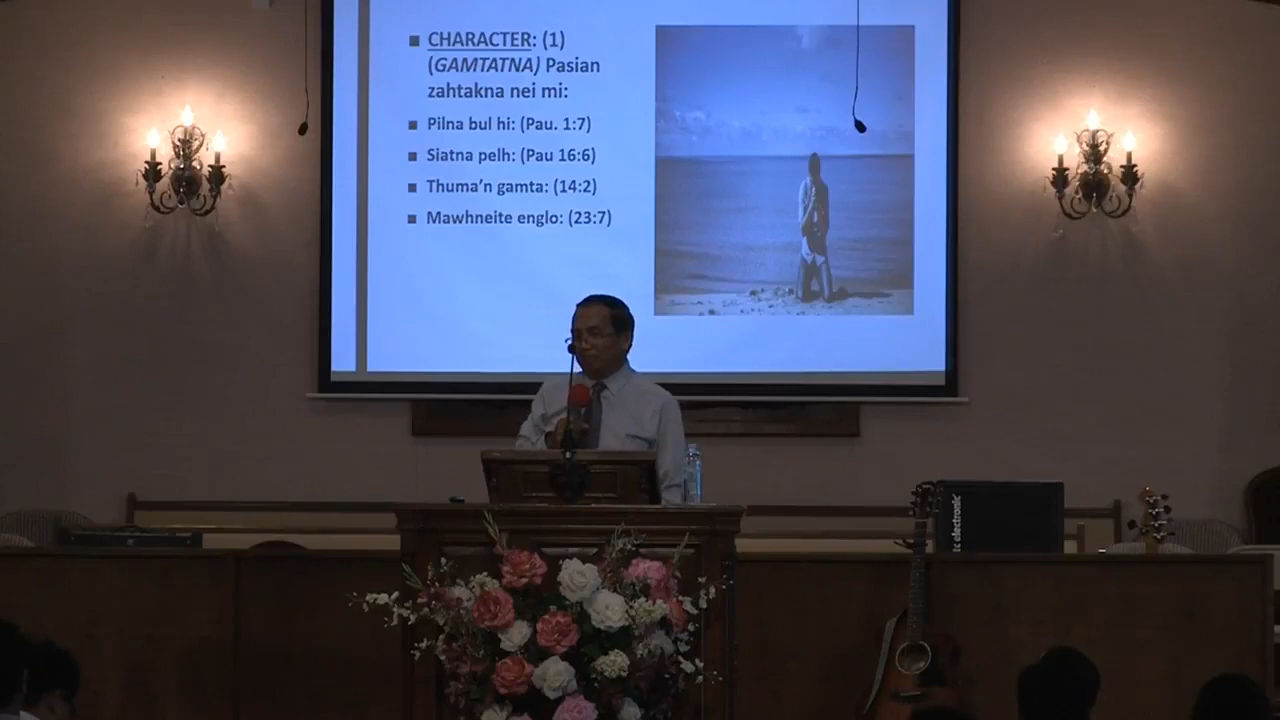 CHARACTER: (1)
(GAMTATNA) Pasian
zahtakna nei mi:
Pilna bul hi: (Pau. 1:7)
Siatna pelh: (Pau 16:6)
Thuma'n gamta: (14:2)
Mawhneite englo: (23:7)
tc electronic